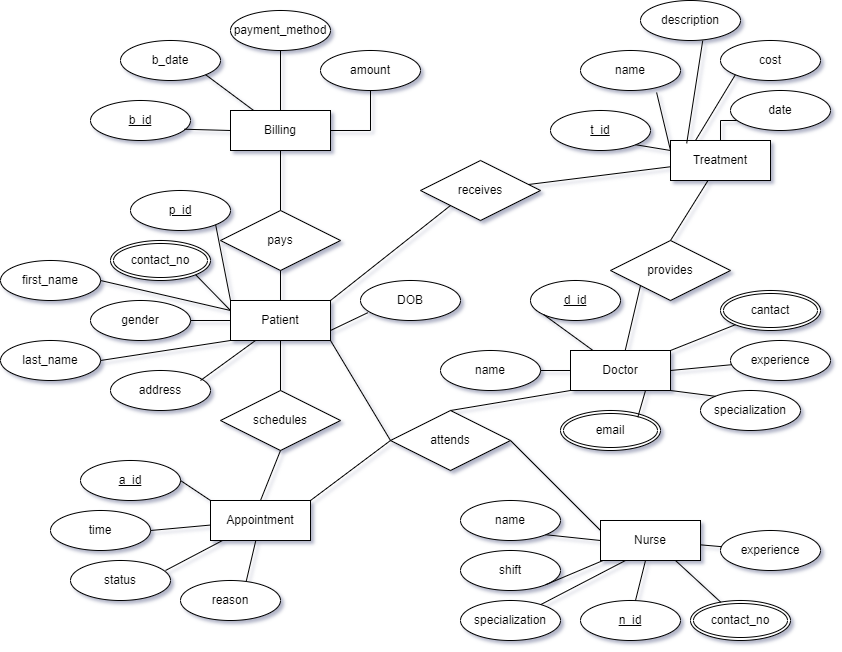 description
payment_method
b_date
cost
amount
name
date
b_id
Billing
t_id
Treatment
receives
p_id
pays
contact_no
provides
first_name
DOB
d_id
cantact
gender
Patient
last_name
name
Doctor
experience
address
specialization
schedules
attends
email
a_id
Appointment
name
time
Nurse
experience
shift
status
reason
specialization
n_id
contact_no